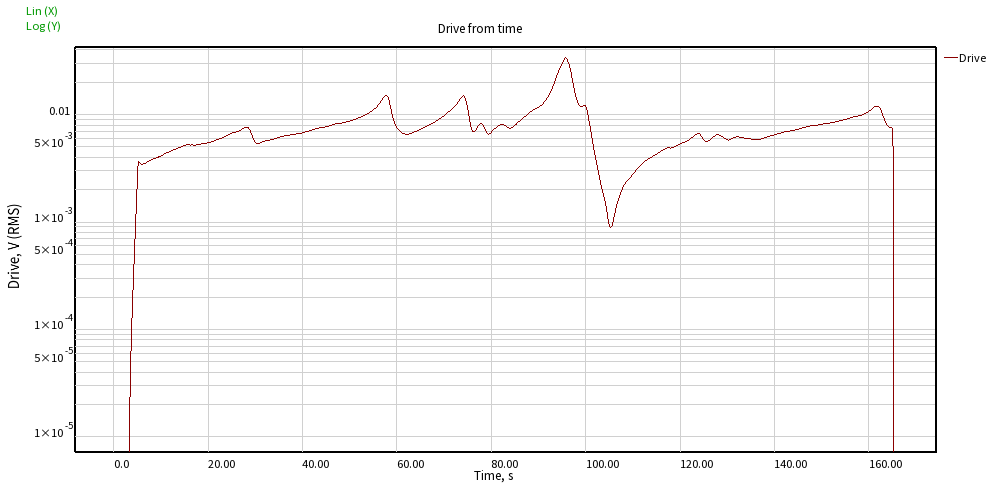 Lin (X)
Log (Y)
Drive from time
Drive
0.01
5×10⁻³
1×10⁻³
5×10⁻⁴
1×10⁻⁴
5×10⁻⁵
1×10⁻⁵
Drive, V (RMS)
0.0 20.00 40.00 60.00 80.00 100.00 120.00 140.00 160.00
Time, s